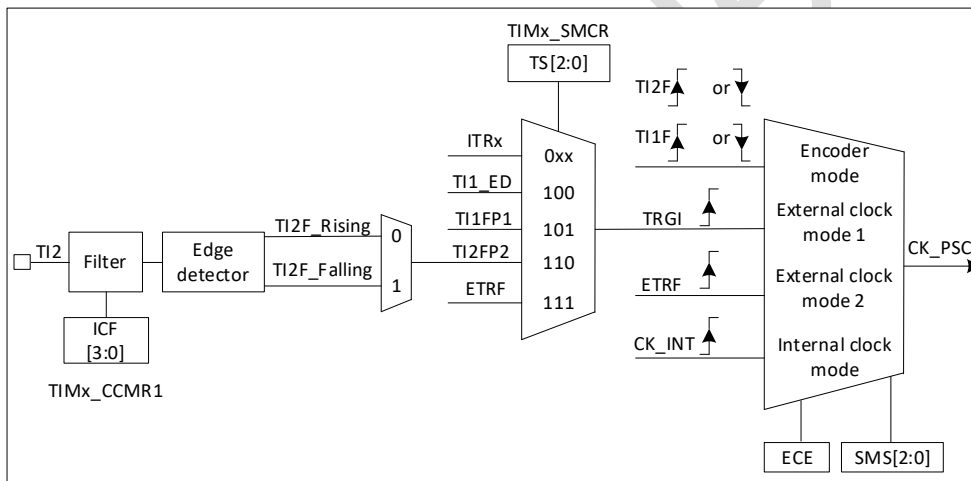 TIMx_SMCR
TS[2:0]
TI2F or
TI1F or
ITRx
0xx
TI1_ED
100
TI1FP1
101
TI2FP2
110
ETRF
111
TI2
Filter
Edge
detector
TI2F_Rising
0
TI2F_Falling
1
ICF
[3:0]
TIMx_CCMR1
TRGI
ETRF
CK_INT
Encoder
mode
External clock
mode 1
External clock
mode 2
Internal clock
mode
CK_PSC
ECE
SMS[2:0]